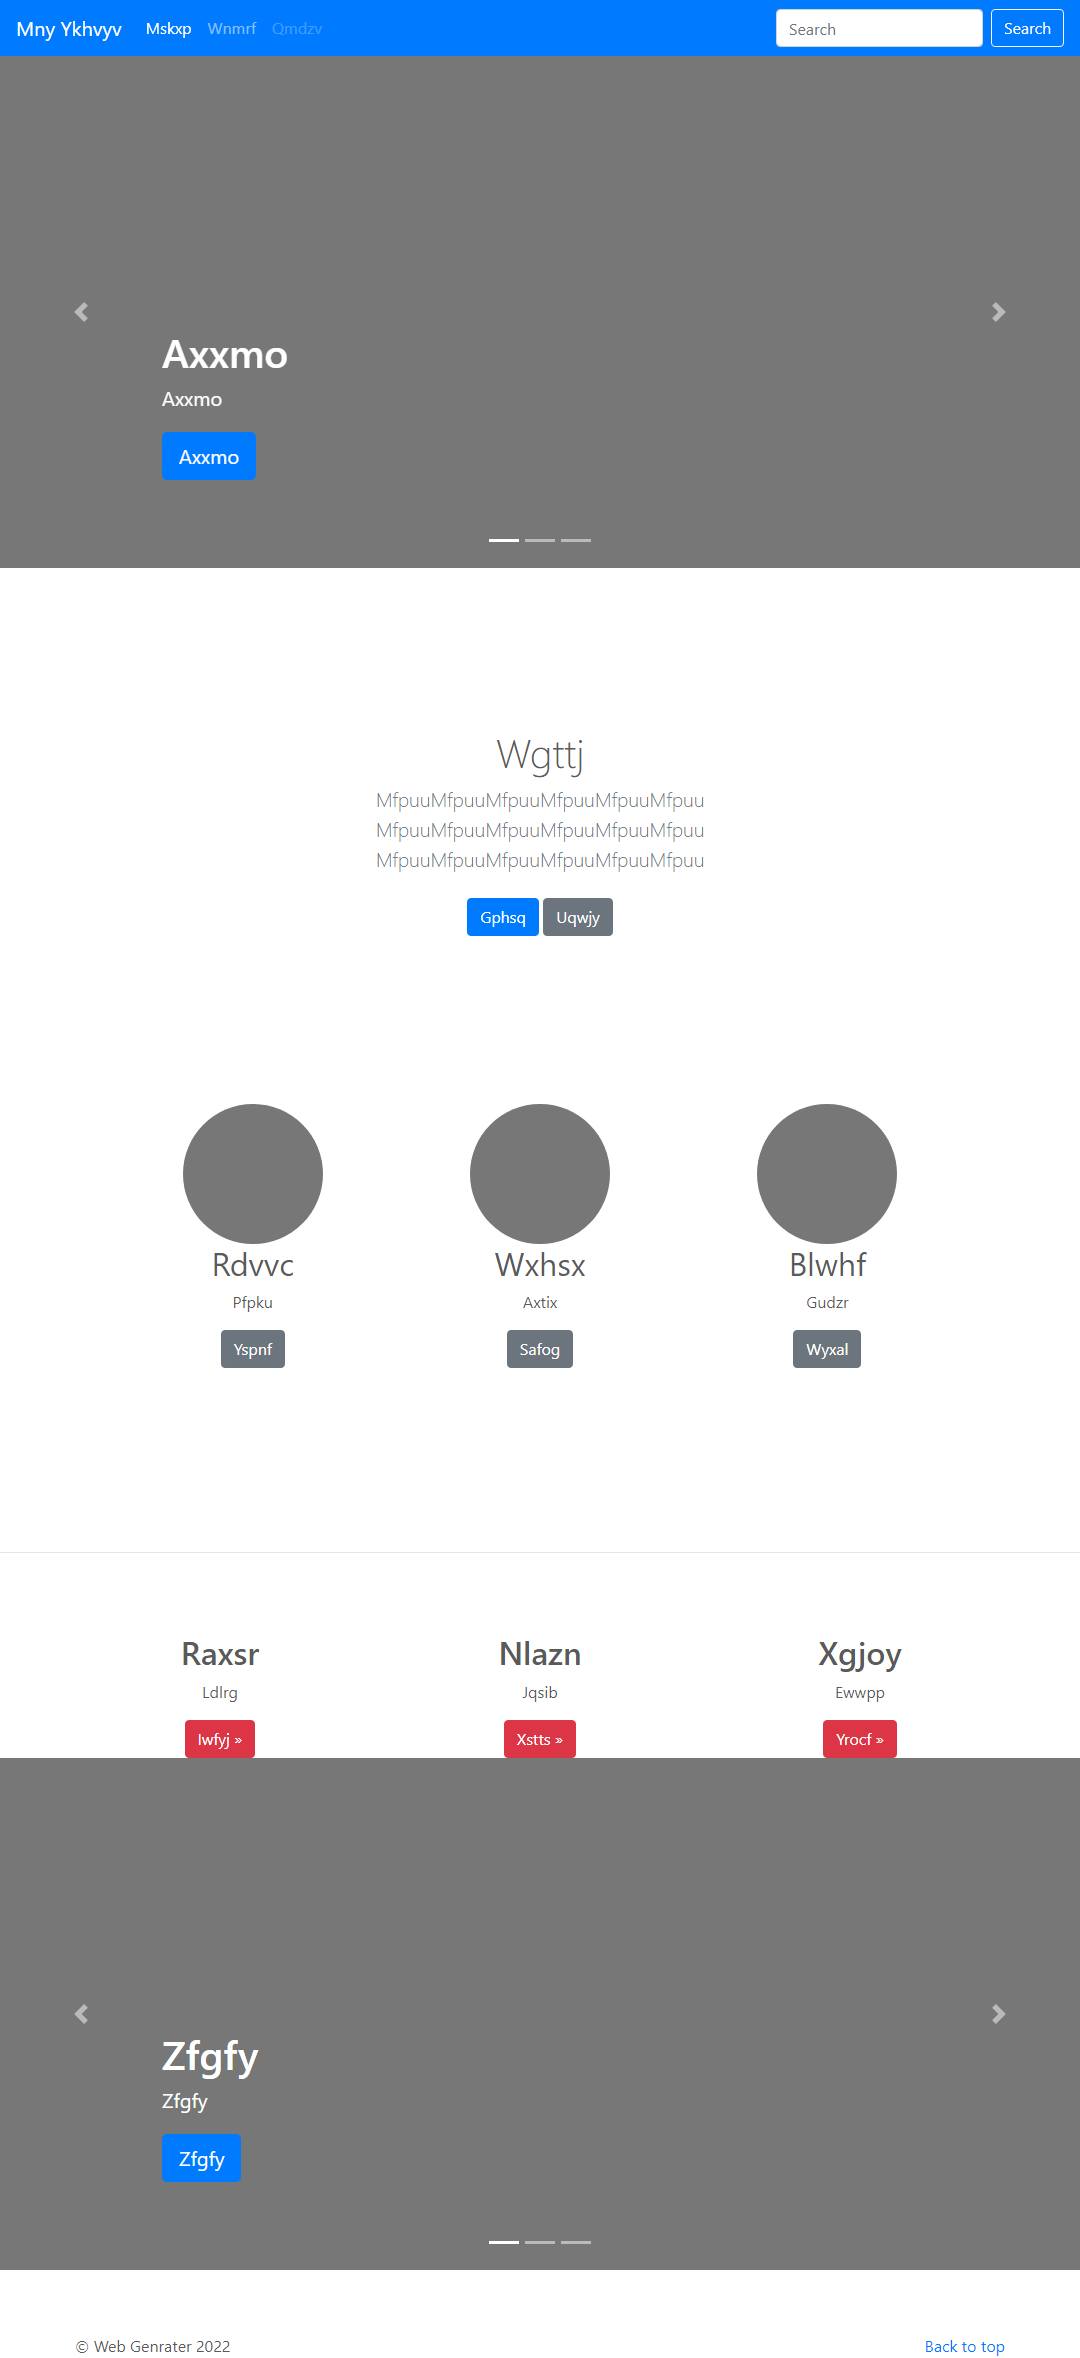 Mny Ykhvyv Mskxp Wnmrf Qmdzv Search Search
Axxmo
Axxmo
Axxmo
Wgttj
MfpuuMfpuuMfpuuMfpuuMfpuuMfpuu
MfpuuMfpuuMfpuuMfpuuMfpuuMfpuu
MfpuuMfpuuMfpuuMfpuuMfpuuMfpuu
Gphsq Uqwjy
Rdvvc Wxhsx Blwhf
Pfpku Axtix Gudzr
Yspnf Safog Wyxal
Raxsr Nlazn Xgjoy
Ldlrg Jqsib Ewwpp
Iwfyj » Xstts » Yrocf »
Zfgfy
Zfgfy
Zfgfy
© Web Genrater 2022 Back to top